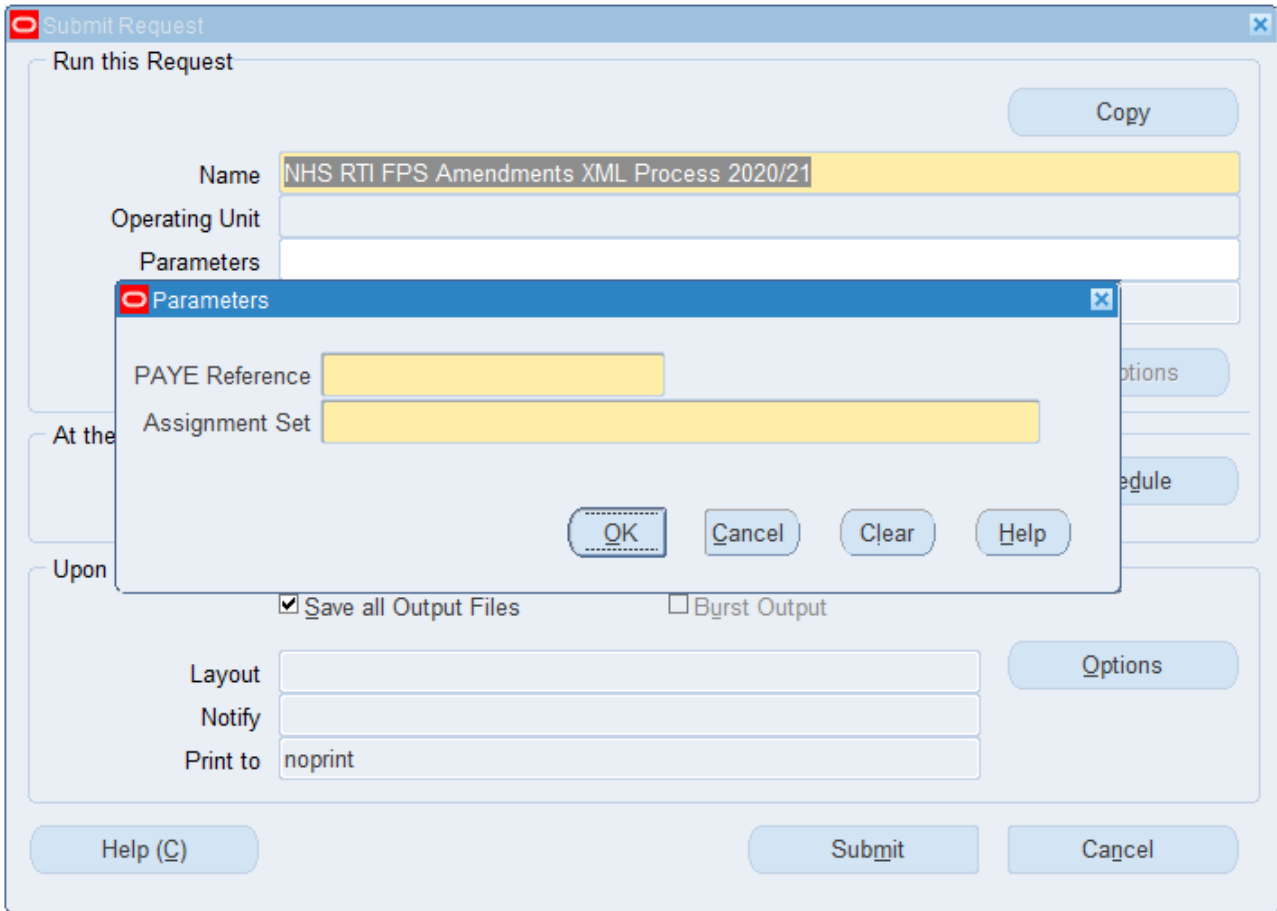 Submit Request
Run this Request
Copy
Name NHS RTI FPS Amendments XML Process 2020/21
Operating Unit
Parameters
Parameters
PAYE Reference
ptions
Assignment Set
At the
edule
OK Cancel Clear Help
Upon
Save all Output Files Burst Output
Layout
Options
Notify
Print to noprint
Help (C) Submit Cancel